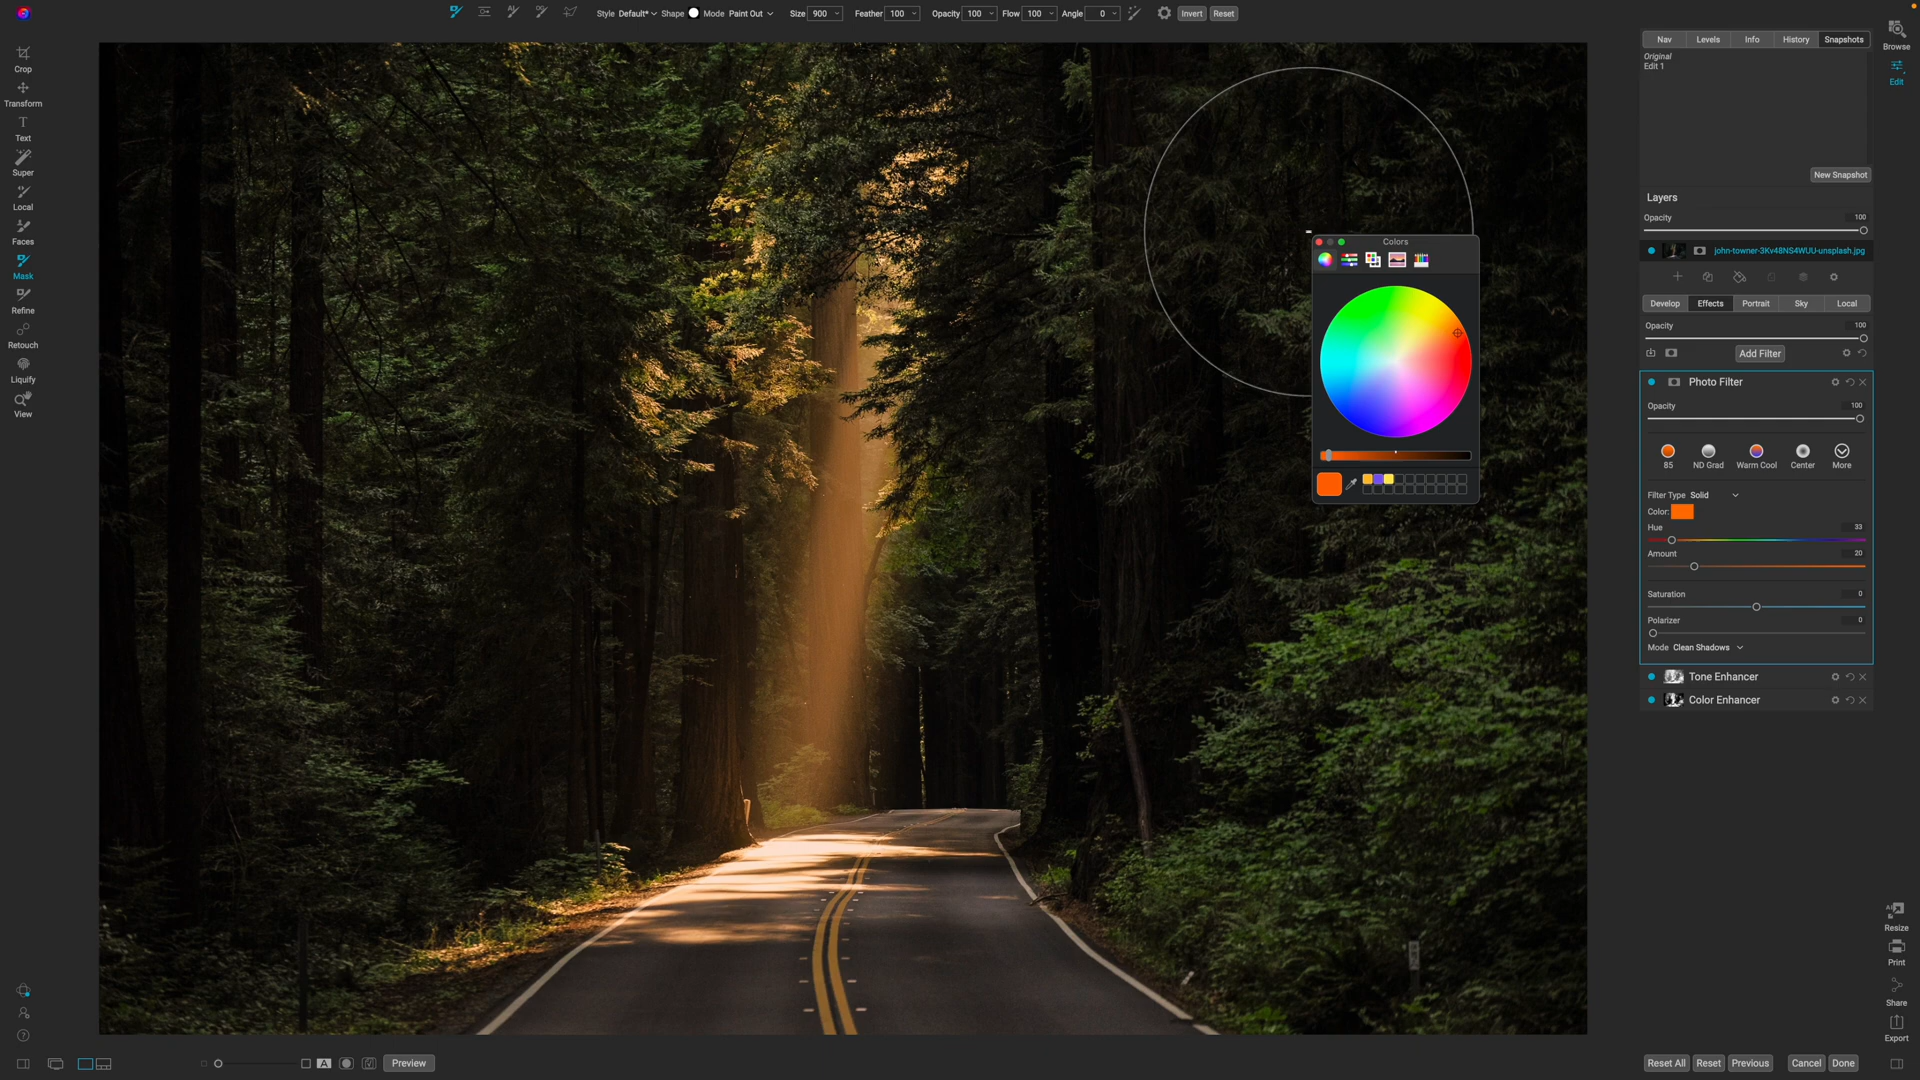 Style Default* Shape Mode Paint Out Size 900 Feather 100 Opacity 100 Flow 100 Angle 0 Invert Reset
Crop
Transform
Text
Super
Local
Faces
Mask
Refine
Retouch
Liquify
View
Colors
Nav Levels Info History Snapshots
Original
Edit 1
New Snapshot
Layers
Opacity 100
john-towner-3Kv48NS4WUU-unsplash.jpg
Develop Effects Portrait Sky Local
Opacity 100
Add Filter
Photo Filter
Opacity 100
85 ND Grad Warm Cool Center More
Filter Type Solid
Color:
Hue 33
Amount 20
Saturation 0
Polarizer 0
Mode Clean Shadows
Tone Enhancer
Color Enhancer
Browse
Edit
AI
Resize
Print
Share
Export
A Preview
Reset All Reset Previous Cancel Done